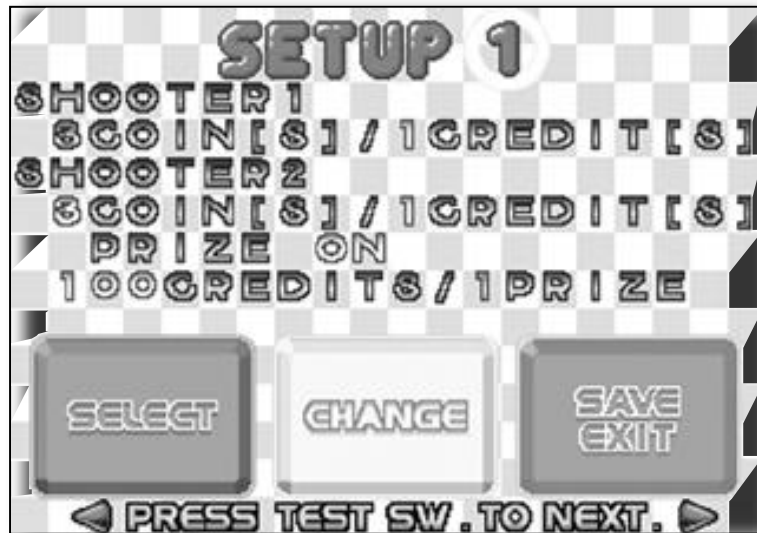 SETUP 1
SHOOTER1
3COIN[S]/1CREDIT[S]
SHOOTER2
3COIN[S]/1CREDIT[S]
PRIZE ON
100CREDITS/1PRIZE
SELECT
CHANGE
SAVE
EXIT
PRESS TEST SW. TO NEXT.